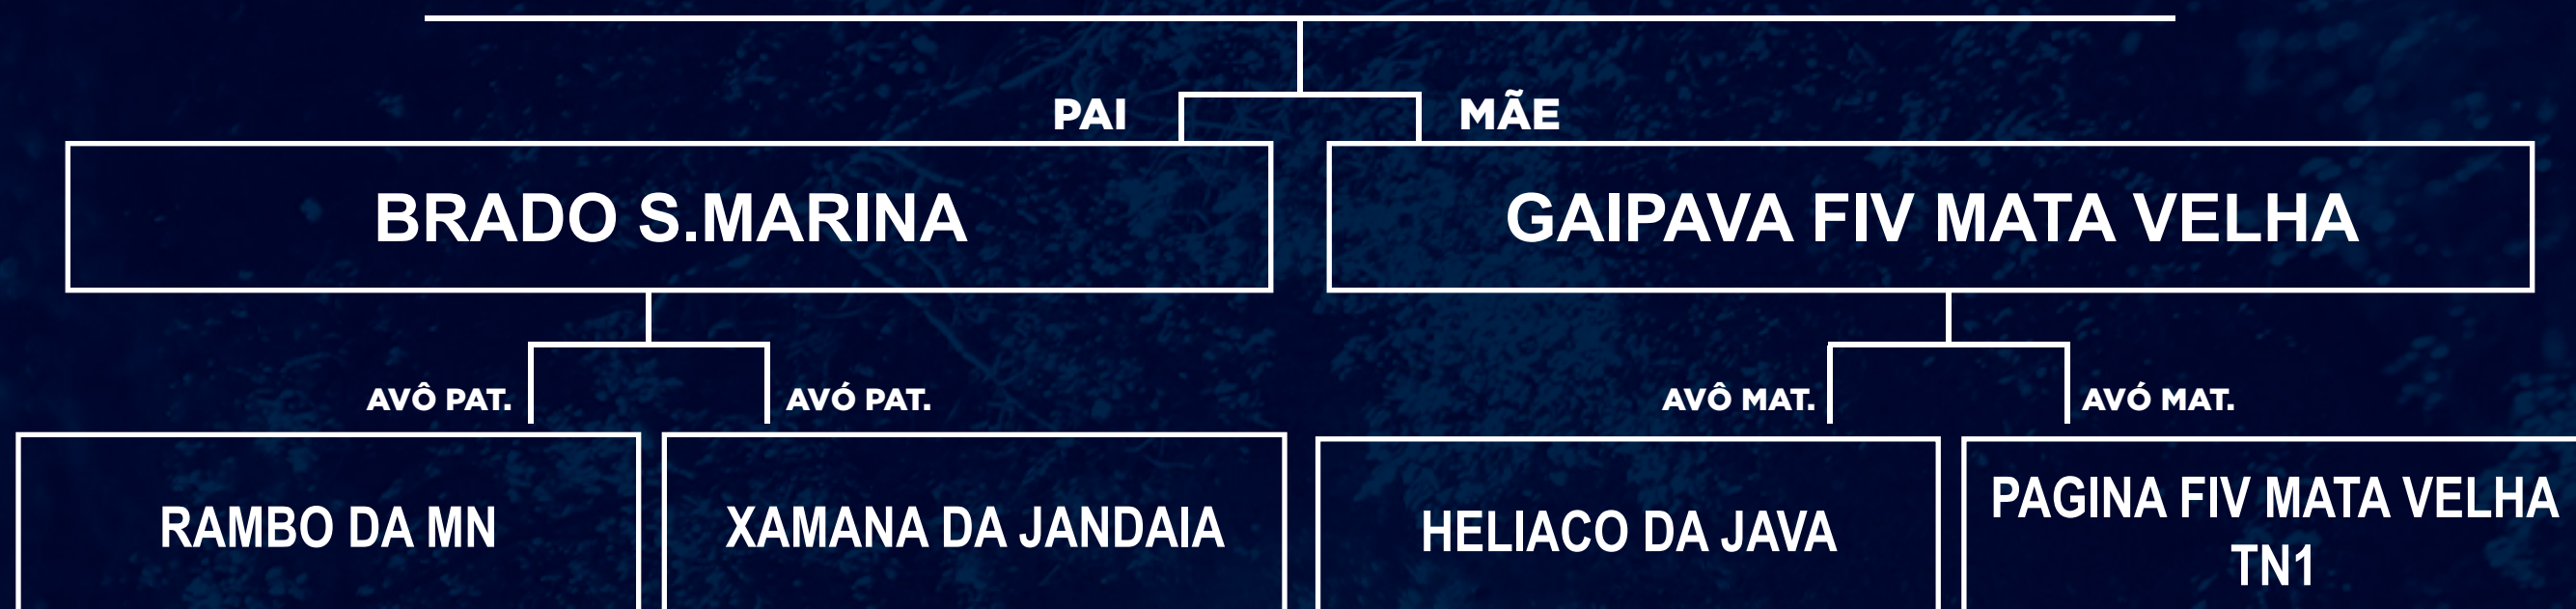 PAI
MÃE
BRADO S.MARINA
GAIPAVA FIV MATA VELHA
AVÔ PAT.
AVÓ PAT.
AVÔ MAT.
AVÓ MAT.
RAMBO DA MN
XAMANA DA JANDAIA
HELIACO DA JAVA
PAGINA FIV MATA VELHA
TN1